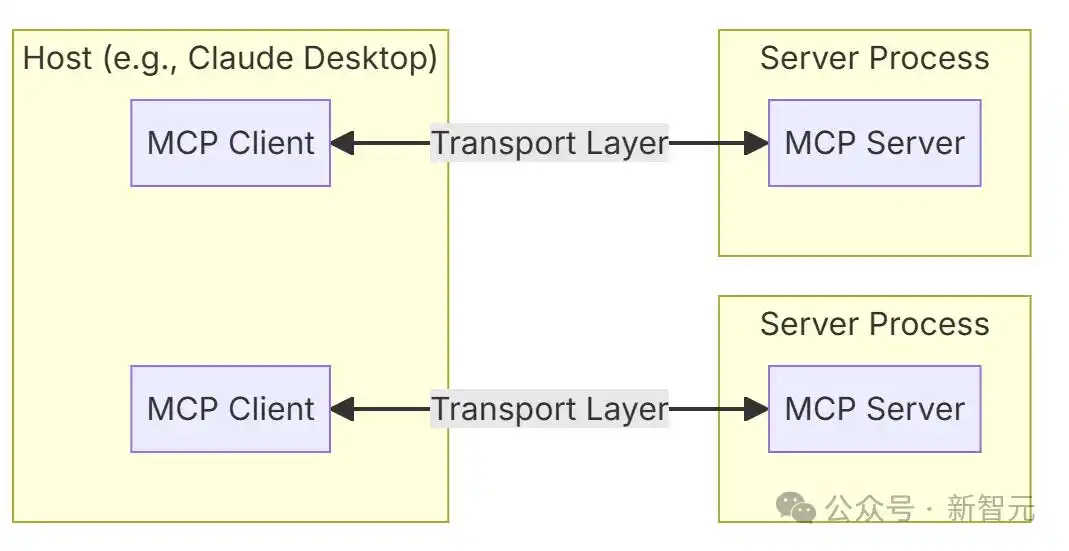 Host (e.g., Claude Desktop)
Server Process
MCP Client
Transport Layer
MCP Server
Server Process
MCP Client
Transport Layer
MCP Server
公众号 · 新智元